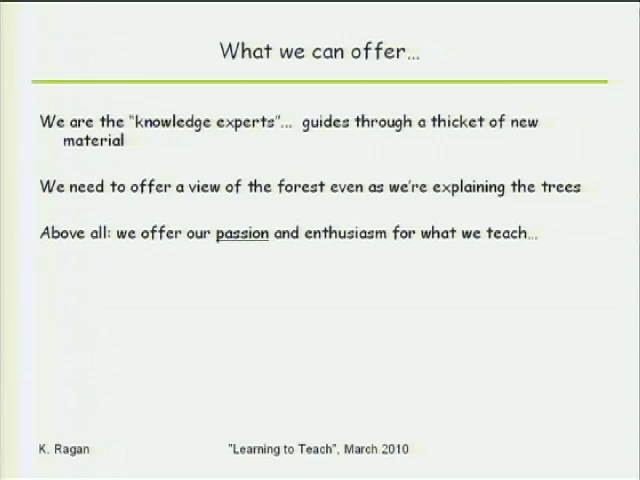 What we can offer...
We are the "knowledge experts"... guides through a thicket of new
material
We need to offer a view of the forest even as we're explaining the trees
Above all: we offer our passion and enthusiasm for what we teach...
K. Ragan
"Learning to Teach", March 2010